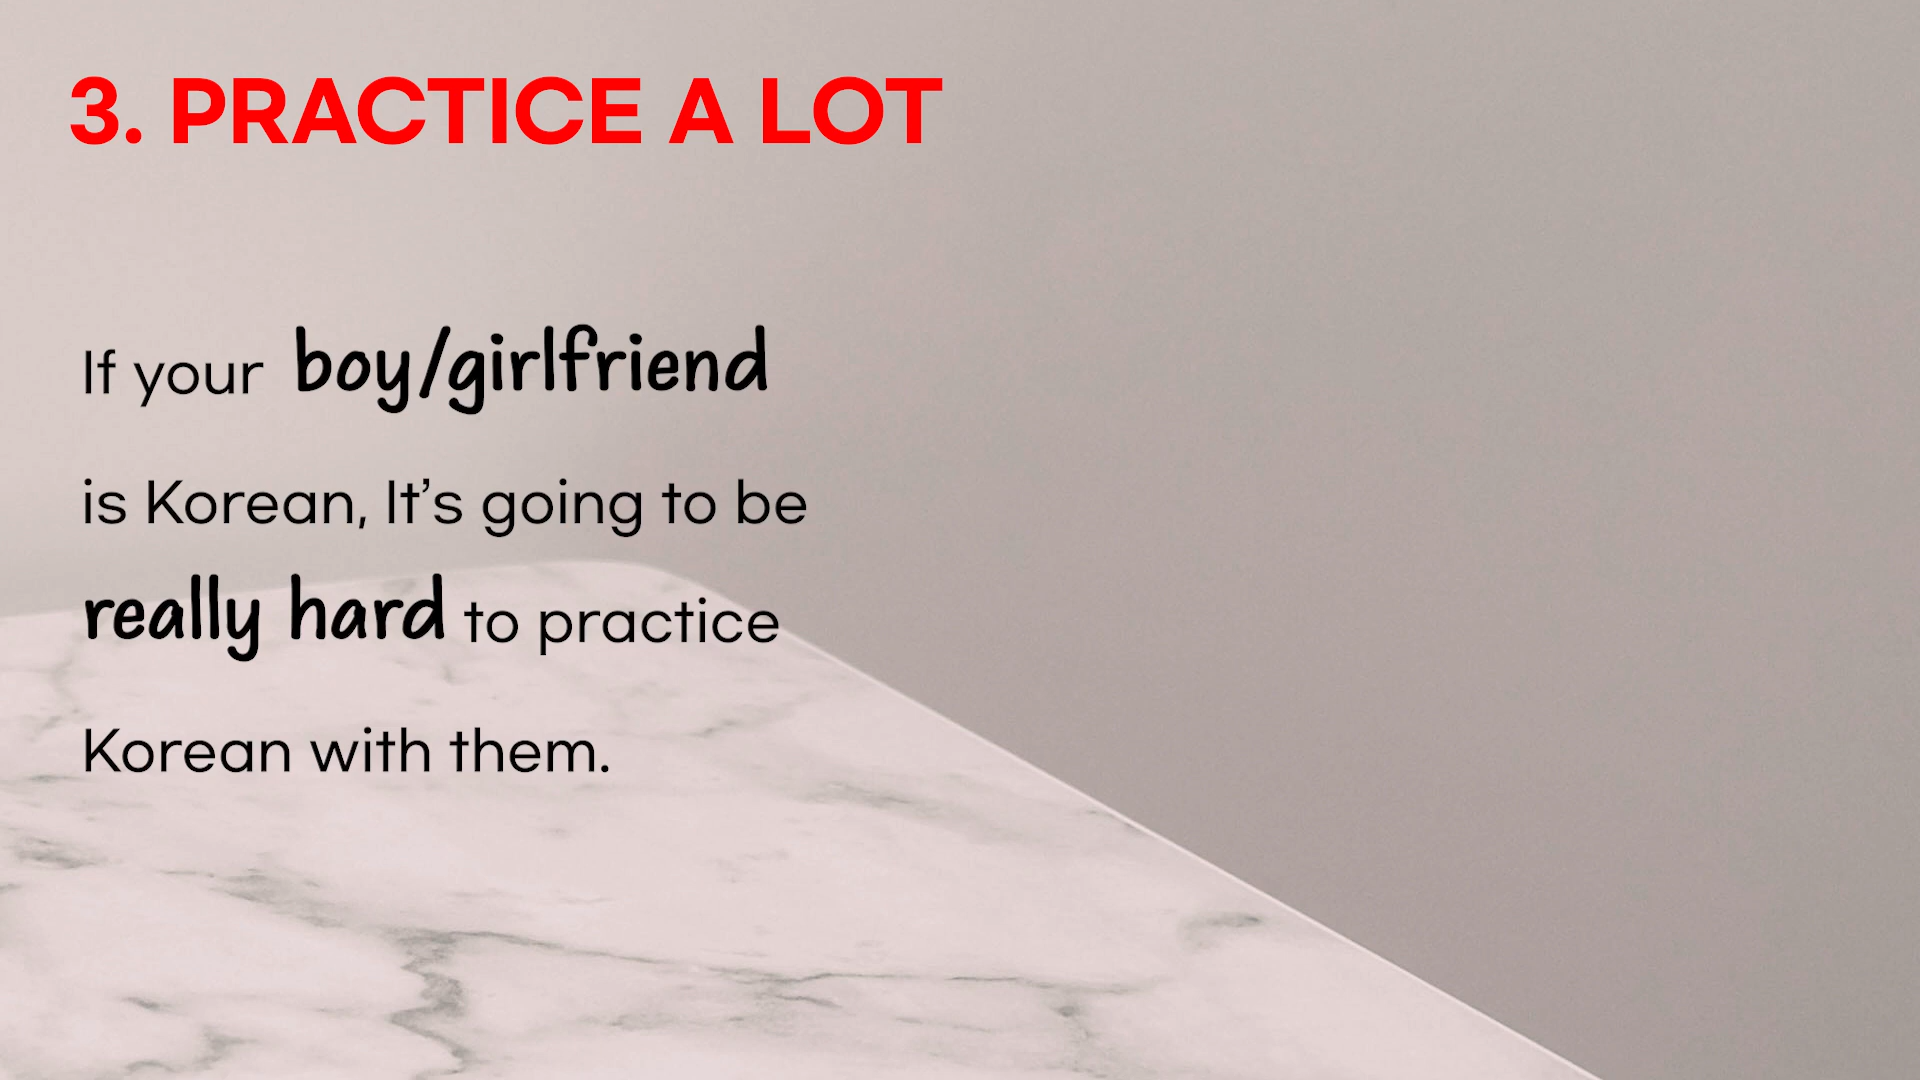 3. PRACTICE A LOT
If your boy/girlfriend
is Korean, It’s going to be
really hard to practice
Korean with them.